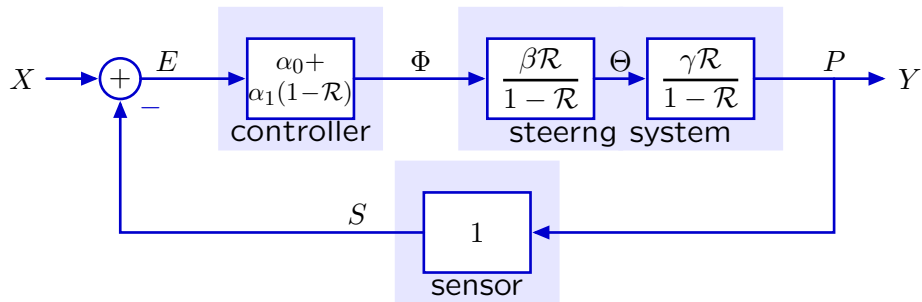 X
+
−
E
α₀+
α₁(1−ℛ)
controller
Φ
βℛ
1 − ℛ
Θ
γℛ
1 − ℛ
steerng system
P
Y
S
1
sensor